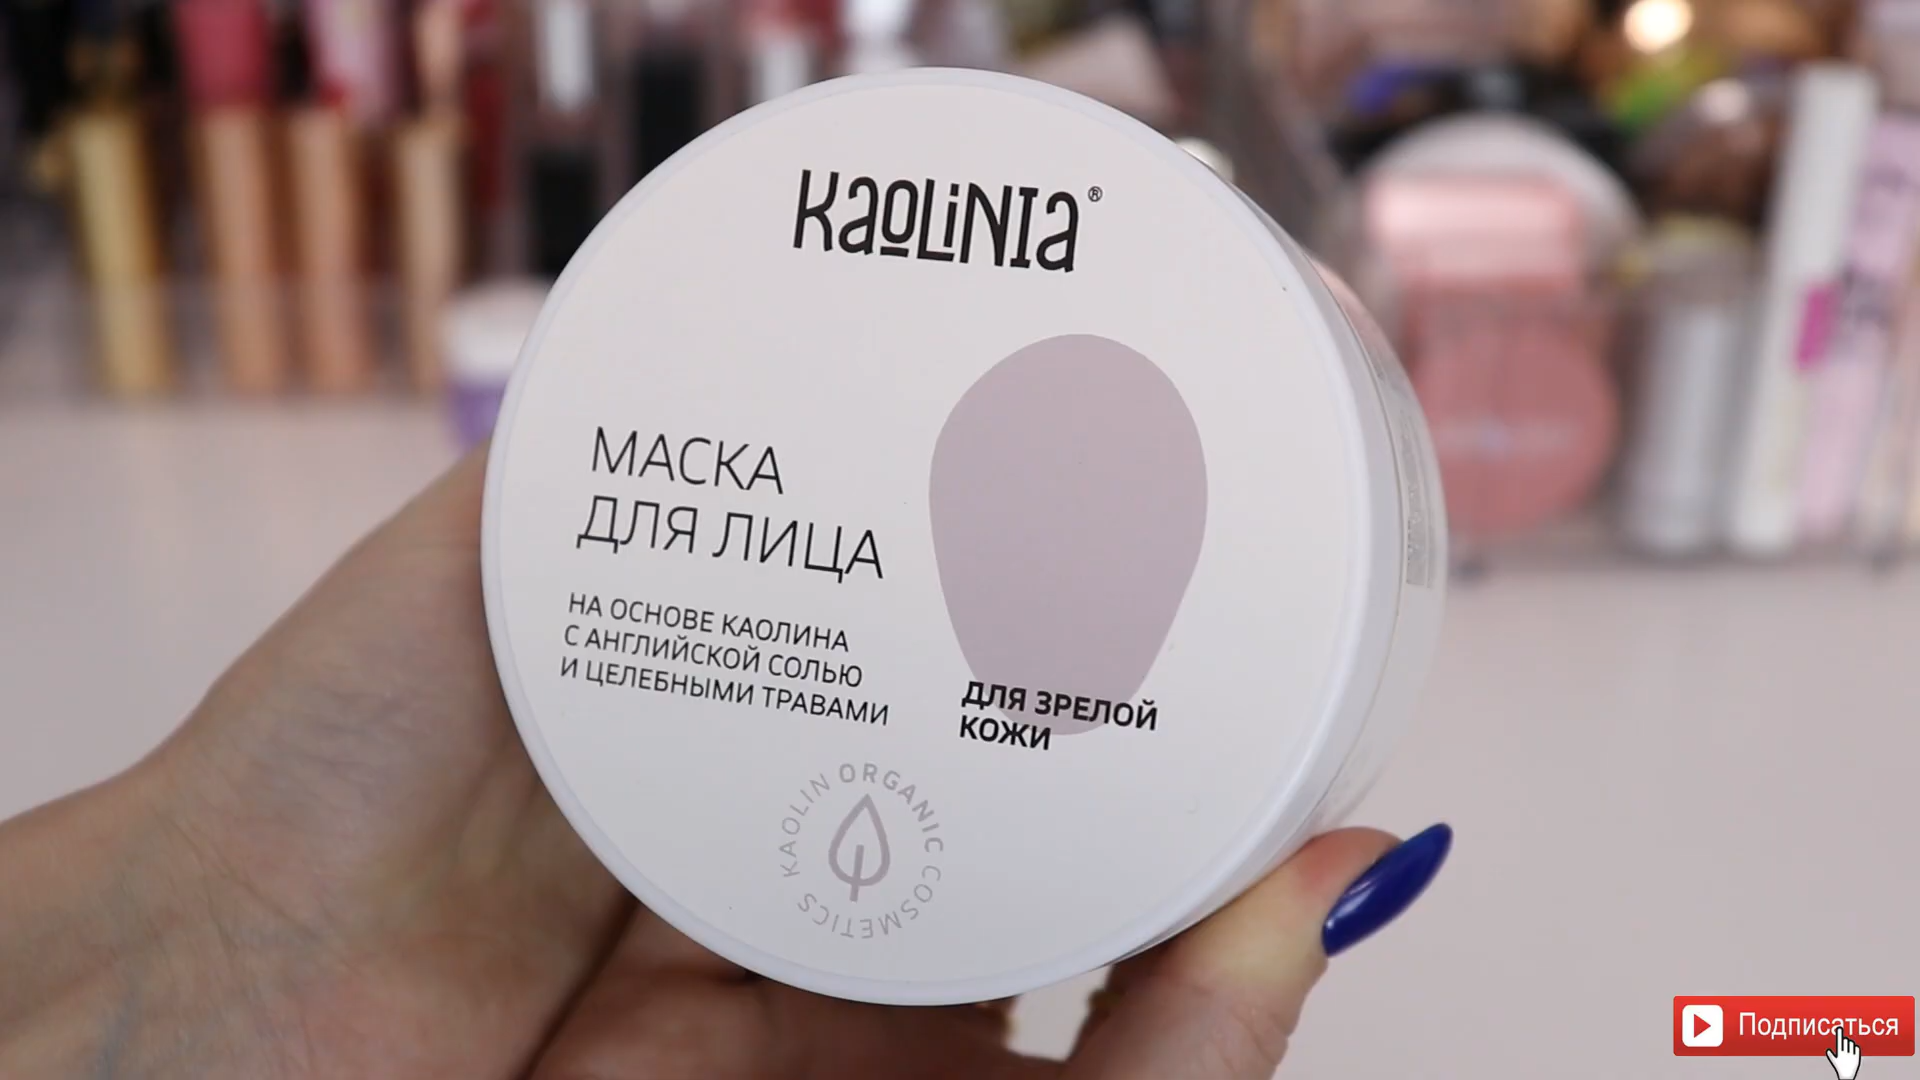 KAOLINIA®
МАСКА
ДЛЯ ЛИЦА
НА ОСНОВЕ КАОЛИНА
С АНГЛИЙСКОЙ СОЛЬЮ
И ЦЕЛЕБНЫМИ ТРАВАМИ
ДЛЯ ЗРЕЛОЙ
КОЖИ
KAOLIN ORGANIC COSMETICS
Подписаться